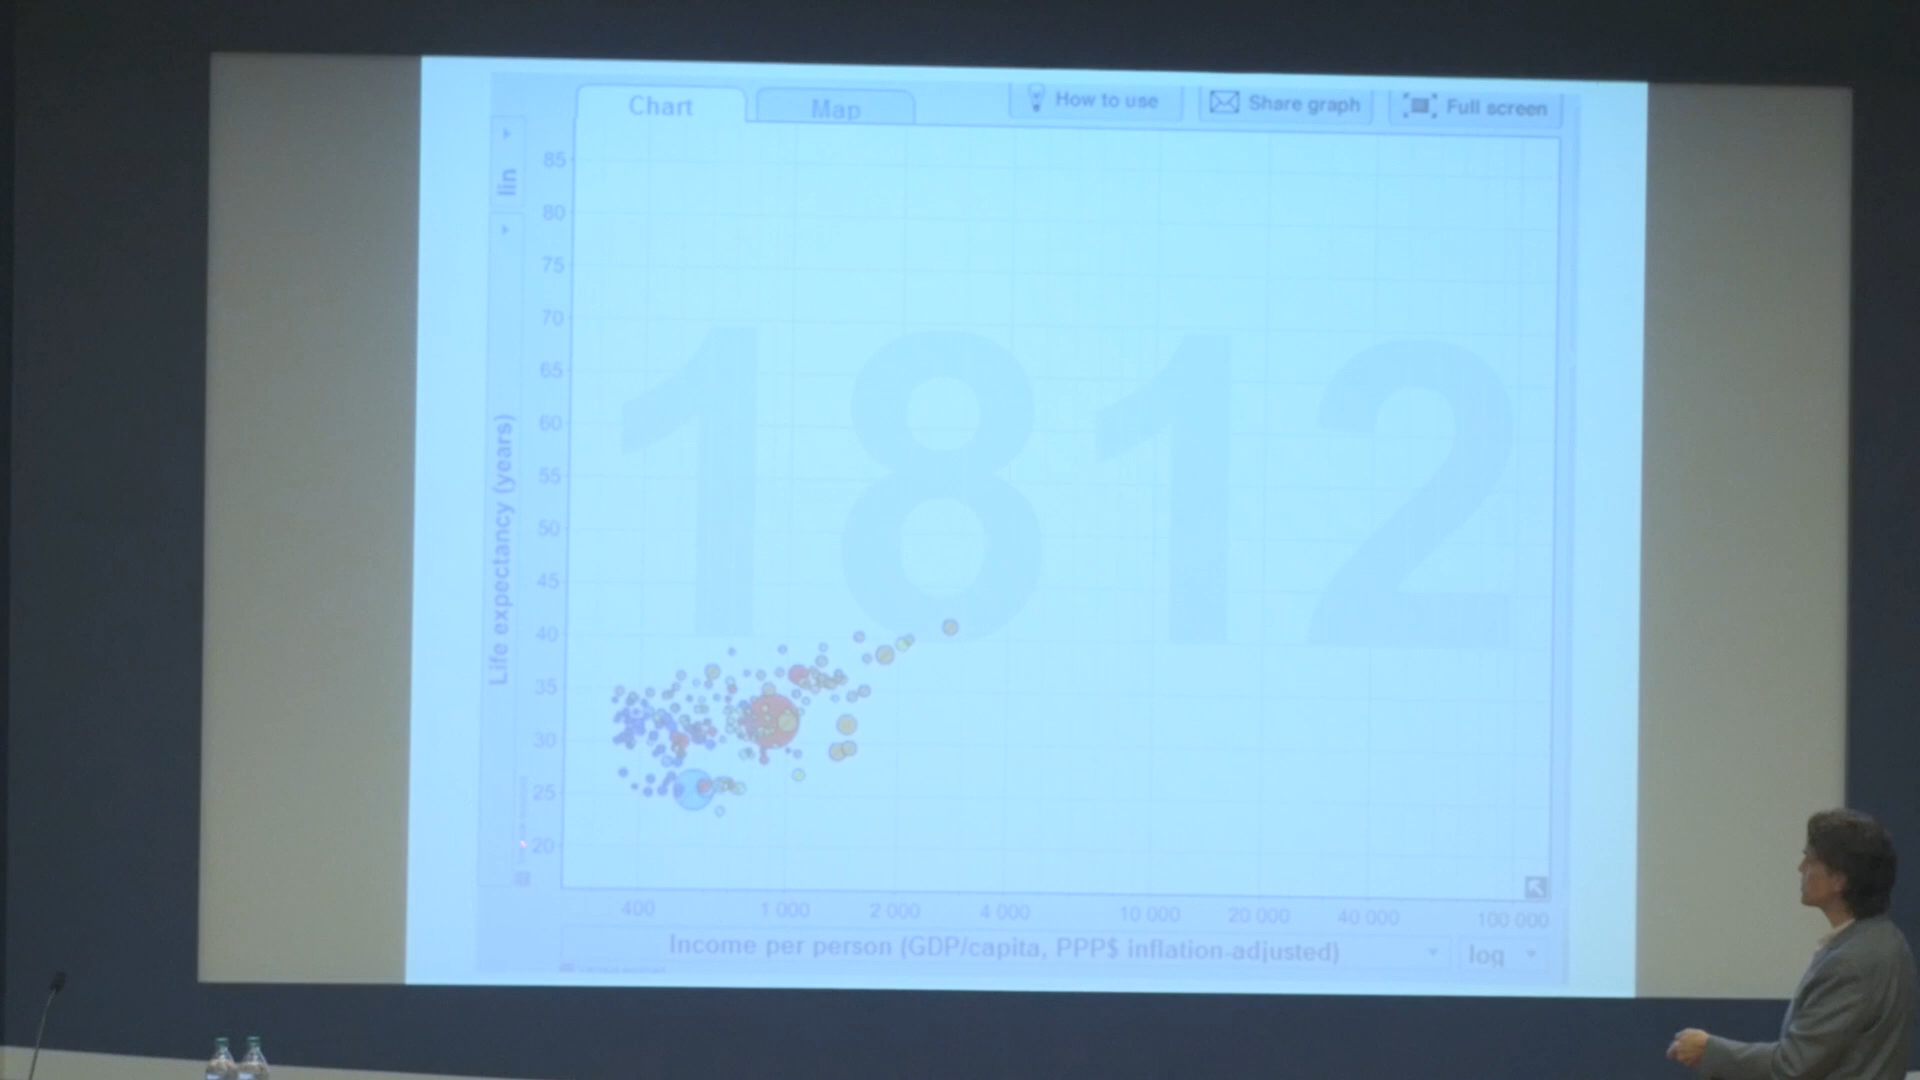 Chart
Map
How to use
Share graph
Full screen
lin
Life expectancy (years)
85
80
75
70
65
60
55
50
45
40
35
30
25
20
1812
400
1 000
2 000
4 000
10 000
20 000
40 000
100 000
Income per person (GDP/capita, PPP$ inflation-adjusted)
log